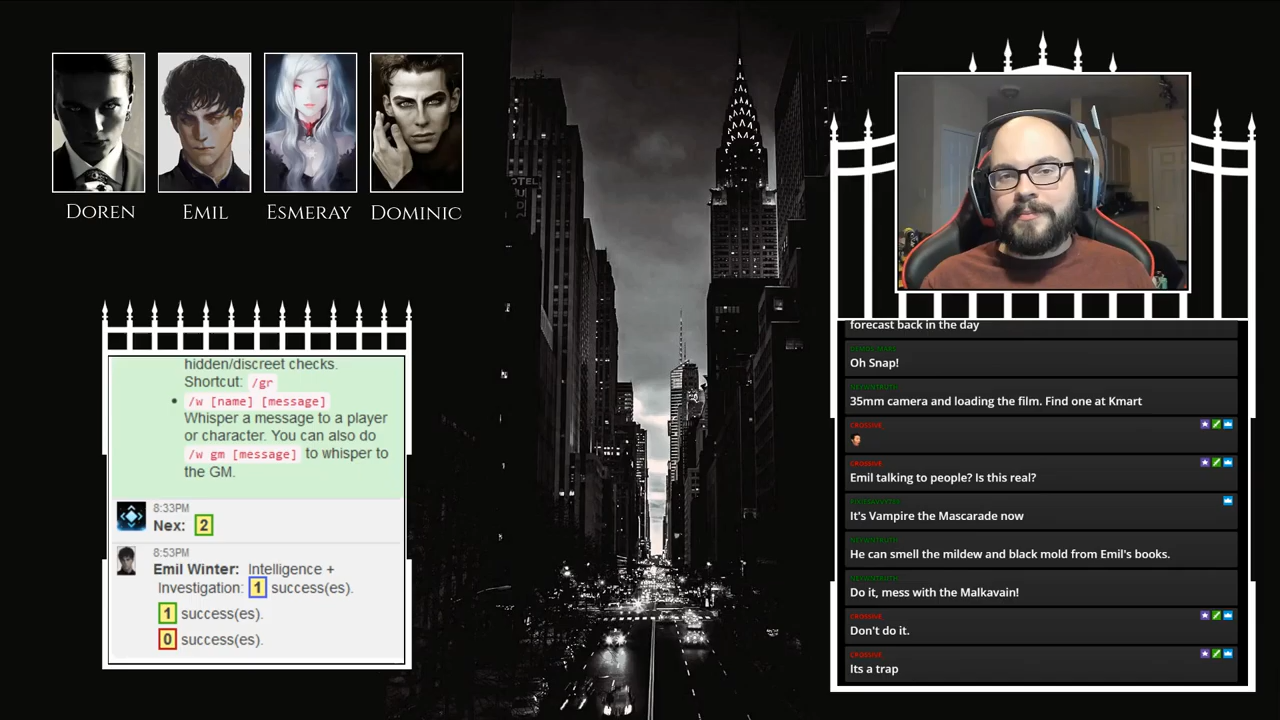 DOREN
EMIL
ESMERAY
DOMINIC
OTEL
hidden/discreet checks.
Shortcut: /gr
• /w [name] [message]
Whisper a message to a player
or character. You can also do
/w gm [message] to whisper to
the GM.
8:33PM
Nex: 2
8:53PM
Emil Winter: Intelligence +
Investigation: 1 success(es).
1 success(es).
0 success(es).
forecast back in the day
Oh Snap!
35mm camera and loading the film. Find one at Kmart
CROSSIVE
CROSSIVE
Emil talking to people? Is this real?
It's Vampire the Mascarade now
He can smell the mildew and black mold from Emil's books.
Do it, mess with the Malkavain!
CROSSIVE
Don't do it.
CROSSIVE
Its a trap